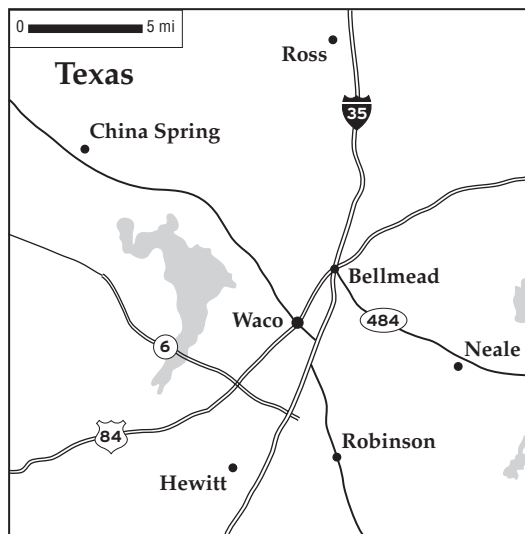 0 5 mi
Ross
Texas
35
China Spring
Bellmead
Waco
484
6
Neale
84
Robinson
Hewitt